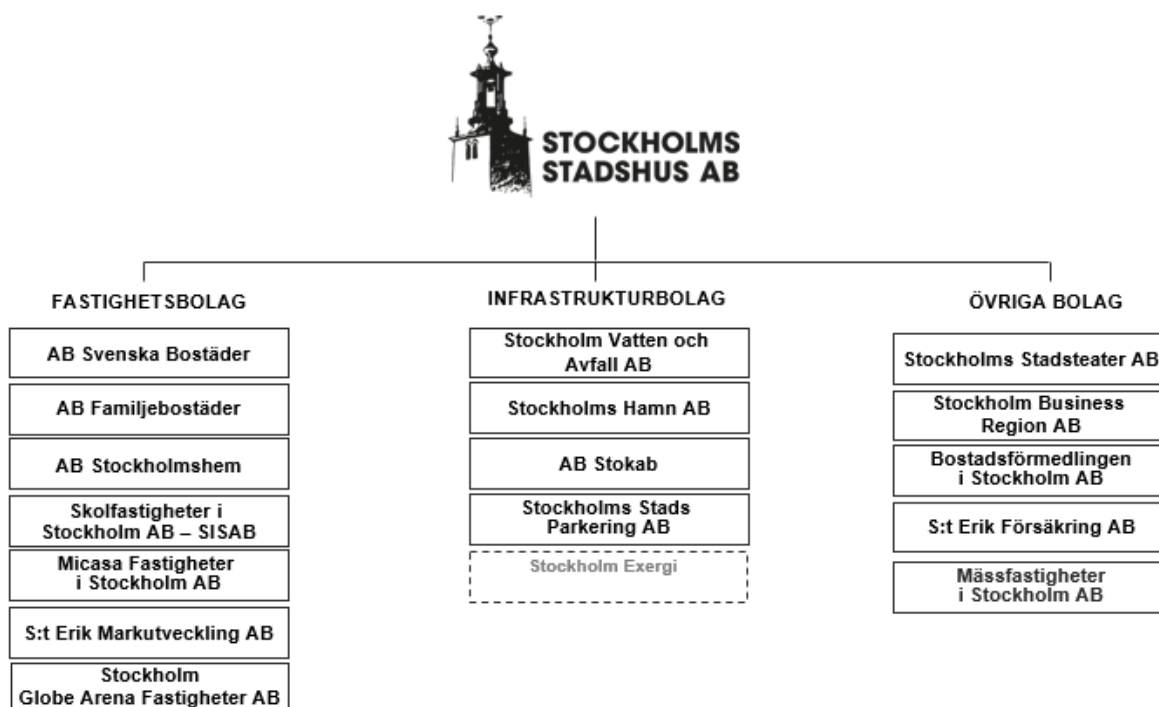 STOCKHOLMS
STADSHUS AB
FASTIGHETSBOLAG
AB Svenska Bostäder
AB Familjebostäder
AB Stockholmshem
Skolfastigheter i
Stockholm AB – SISAB
Micasa Fastigheter
i Stockholm AB
S:t Erik Markutveckling AB
Stockholm
Globe Arena Fastigheter AB
INFRASTRUKTURBOLAG
Stockholm Vatten och
Avfall AB
Stockholms Hamn AB
AB Stokab
Stockholms Stads
Parkering AB
Stockholm Exergi
ÖVRIGA BOLAG
Stockholms Stadsteater AB
Stockholm Business
Region AB
Bostadsförmedlingen
i Stockholm AB
S:t Erik Försäkring AB
Mässfastigheter
i Stockholm AB